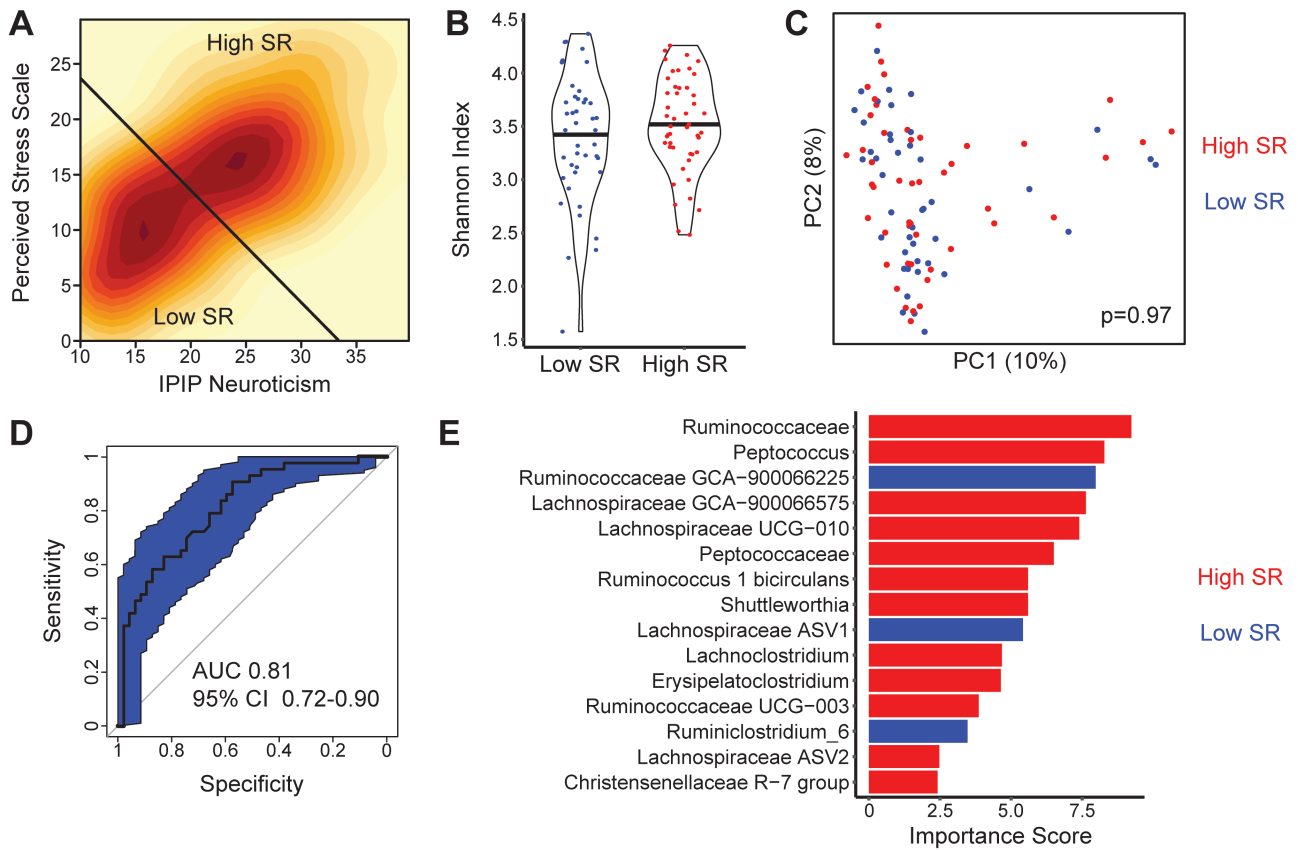 A
Perceived Stress Scale
25
20
15
10
5
0
High SR
Low SR
10
15
20
25
30
35
IPIP Neuroticism
B
Shannon Index
4.5
4.0
3.5
3.0
2.5
2.0
1.5
Low SR
High SR
C
PC2 (8%)
p=0.97
PC1 (10%)
High SR
Low SR
D
Sensitivity
1
0.8
0.6
0.4
0.2
0
AUC 0.81
95% CI 0.72-0.90
1
0.8
0.6
0.4
0.2
0
Specificity
E
Ruminococcaceae
Peptococcus
Ruminococcaceae GCA−900066225
Lachnospiraceae GCA−900066575
Lachnospiraceae UCG−010
Peptococcaceae
Ruminococcus 1 bicirculans
Shuttleworthia
Lachnospiraceae ASV1
Lachnoclostridium
Erysipelatoclostridium
Ruminococcaceae UCG−003
Ruminiclostridium_6
Lachnospiraceae ASV2
Christensenellaceae R−7 group
0
2.5
5.0
7.5
Importance Score
High SR
Low SR